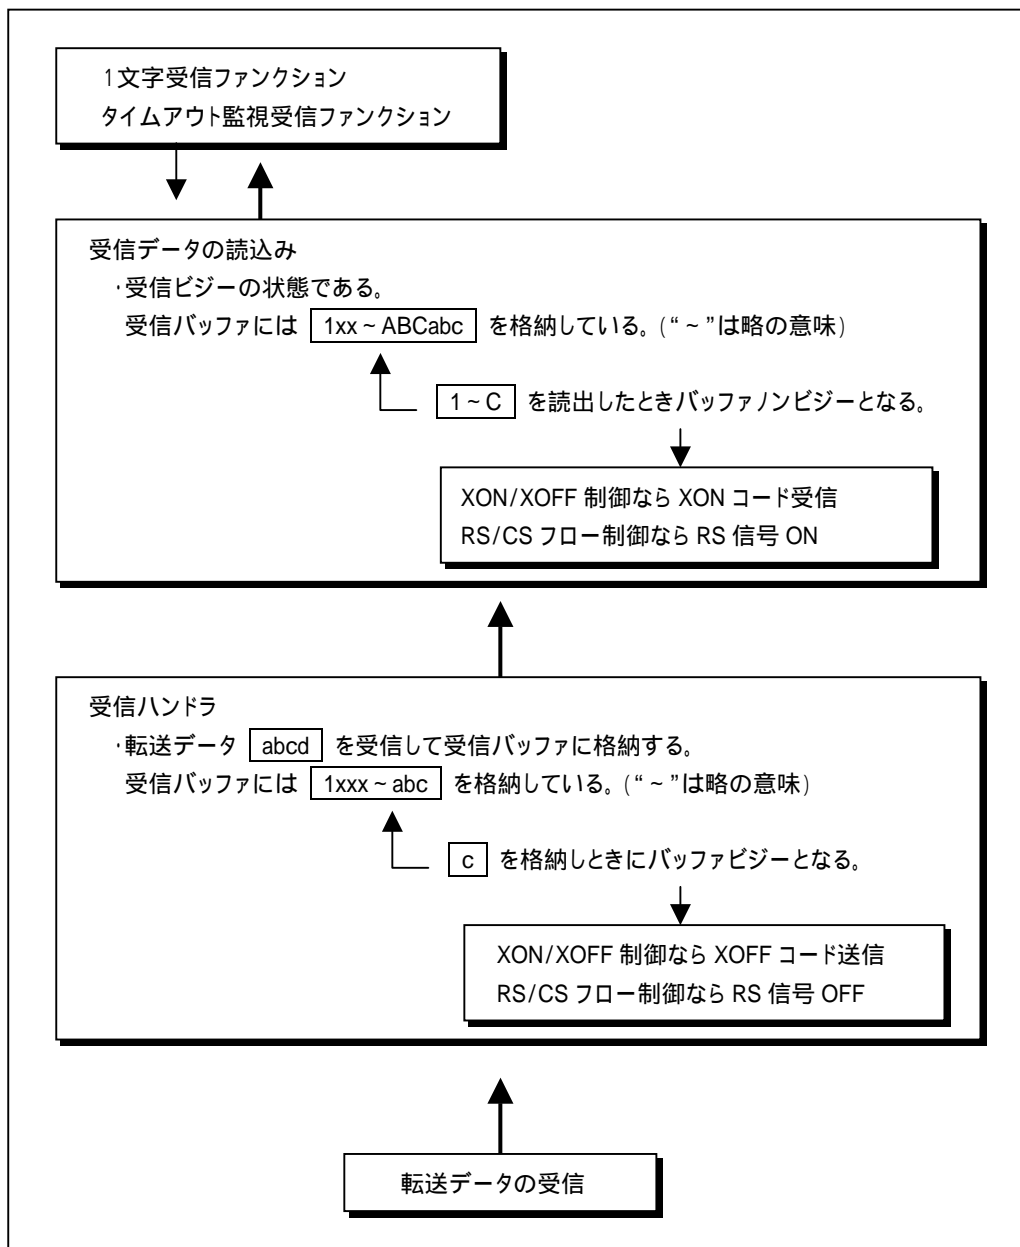 1文字受信ファンクション
タイムアウト監視受信ファンクション
受信データの読込み
・受信ビジーの状態である。
受信バッファには 1xx ~ ABCabc を格納している。(“ ~ ”は略の意味)
1 ~ C を読出したときバッファノンビジーとなる。
XON/XOFF 制御なら XON コード受信
RS/CS フロー制御なら RS 信号 ON
受信ハンドラ
・転送データ abcd を受信して受信バッファに格納する。
受信バッファには 1xxx ~ abc を格納している。(“ ~ ”は略の意味)
c を格納しときにバッファビジーとなる。
XON/XOFF 制御なら XOFF コード送信
RS/CS フロー制御なら RS 信号 OFF
転送データの受信